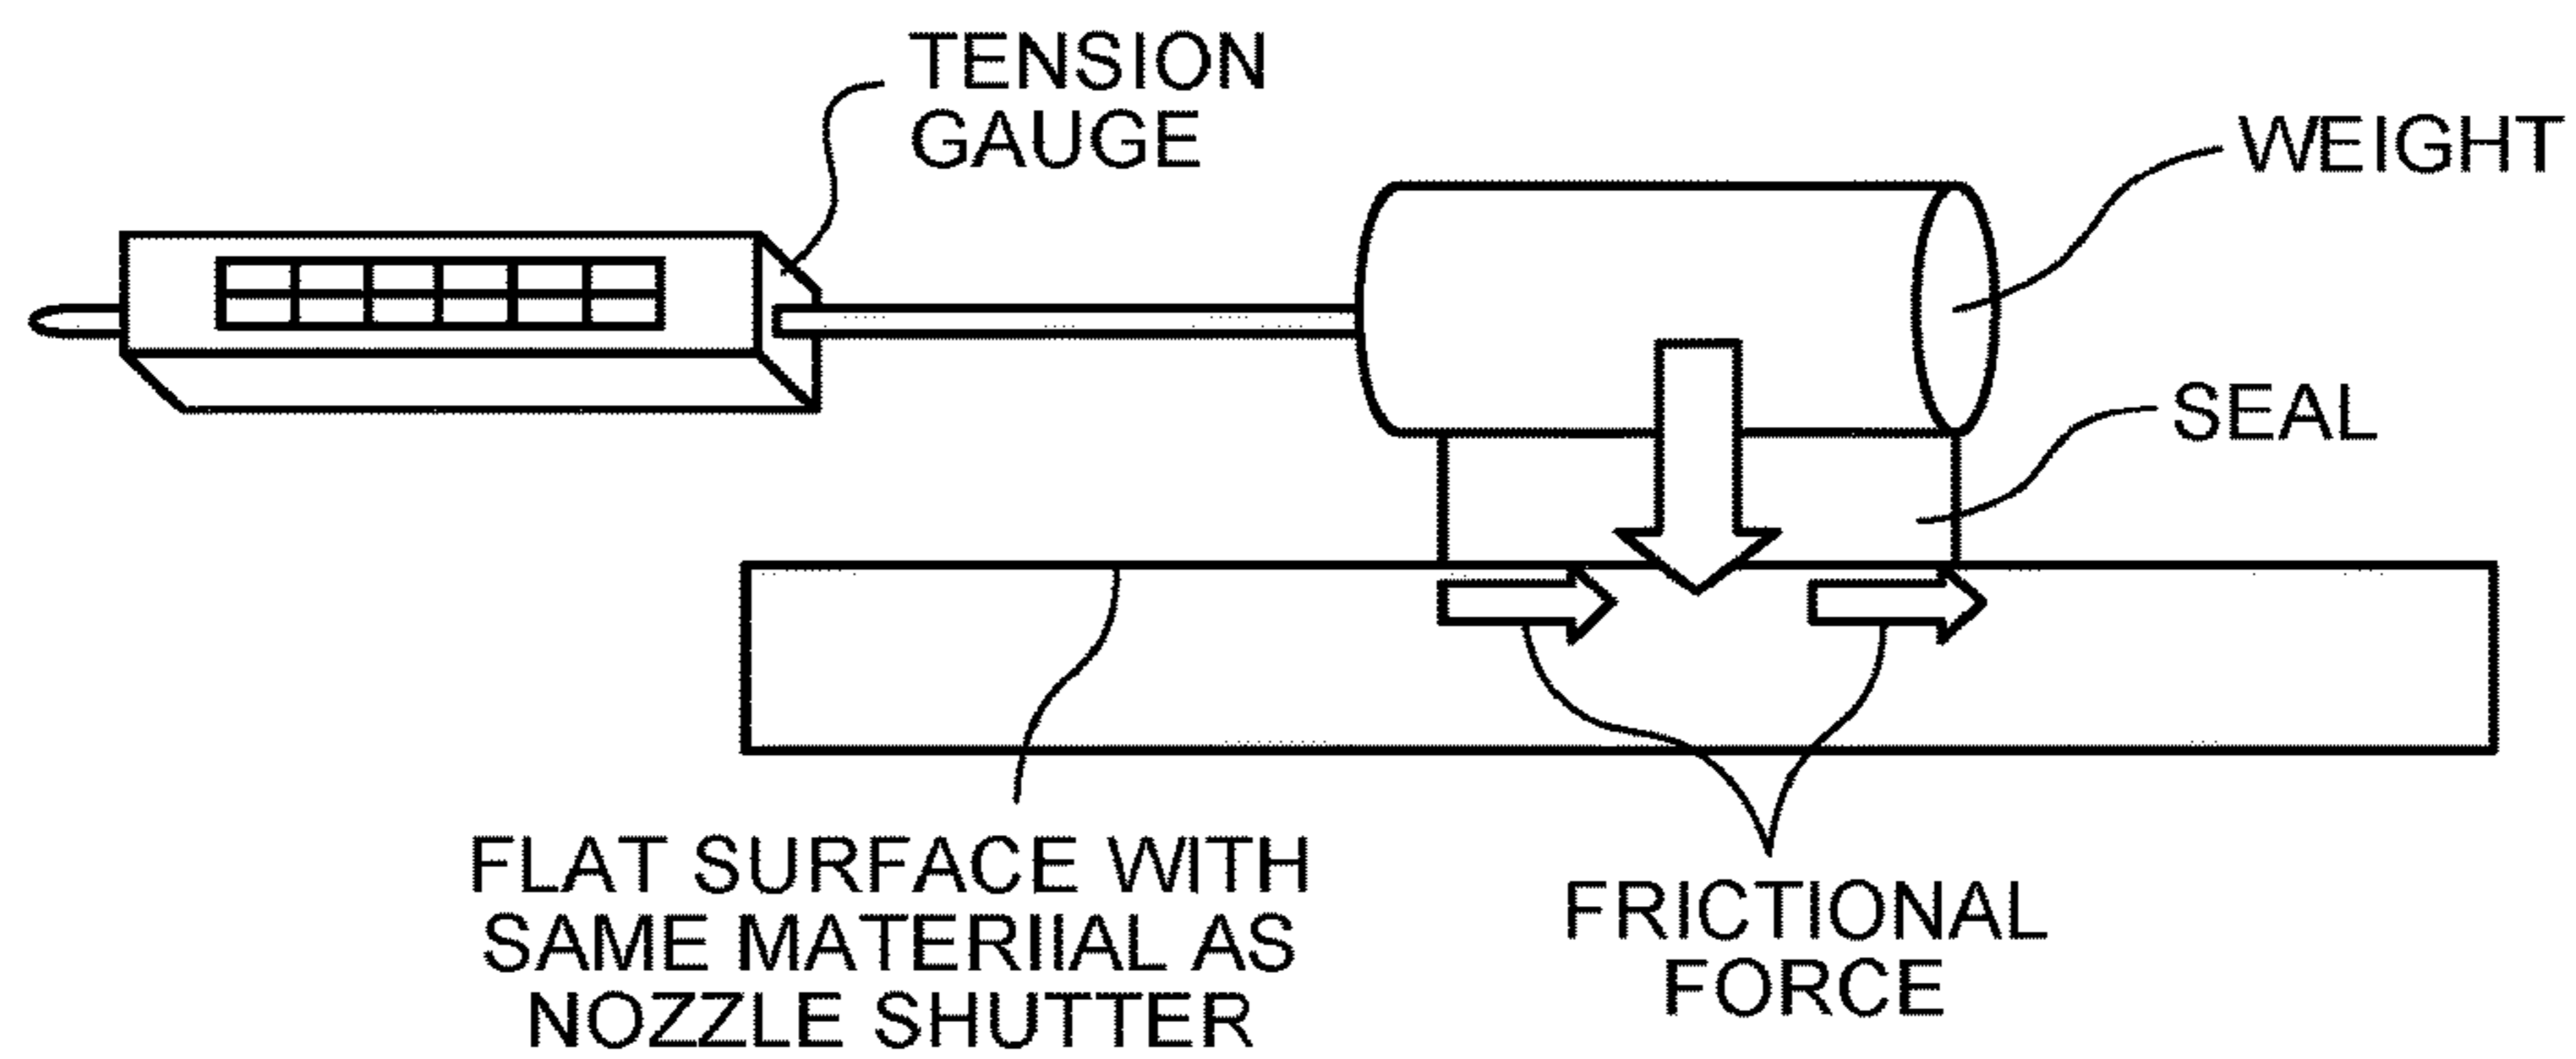 TENSION
GAUGE
WEIGHT
SEAL
FLAT SURFACE WITH
SAME MATERIIAL AS
NOZZLE SHUTTER
FRICTIONAL
FORCE